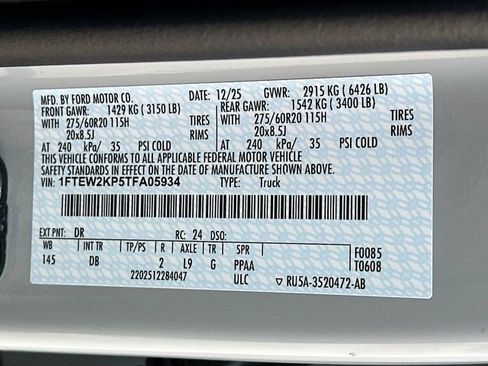 MFD. BY FORD MOTOR CO. DATE: 12/25 GVWR: 2915 KG ( 6426 LB)
FRONT GAWR: 1429 KG ( 3150 LB) REAR GAWR: 1542 KG ( 3400 LB)
WITH 275/60R20 115H TIRES WITH 275/60R20 115H TIRES
20x8.5J RIMS 20x8.5J RIMS
AT 240 kPa/ 35 PSI COLD AT 240 kPa/ 35 PSI COLD
THIS VEHICLE CONFORMS TO ALL APPLICABLE FEDERAL MOTOR VEHICLE
SAFETY STANDARDS IN EFFECT ON THE DATE OF MANUFACTURE SHOWN ABOVE.
VIN: 1FTEW2KP5TFA05934 TYPE: Truck
EXT PNT: DR RC: 24 DSO: F0085
WB INT TR TP/PS R AXLE TR SPR T0608
145 DB 2 L9 G PPAA
2202512284047 ULC RU5A-3520472-AB